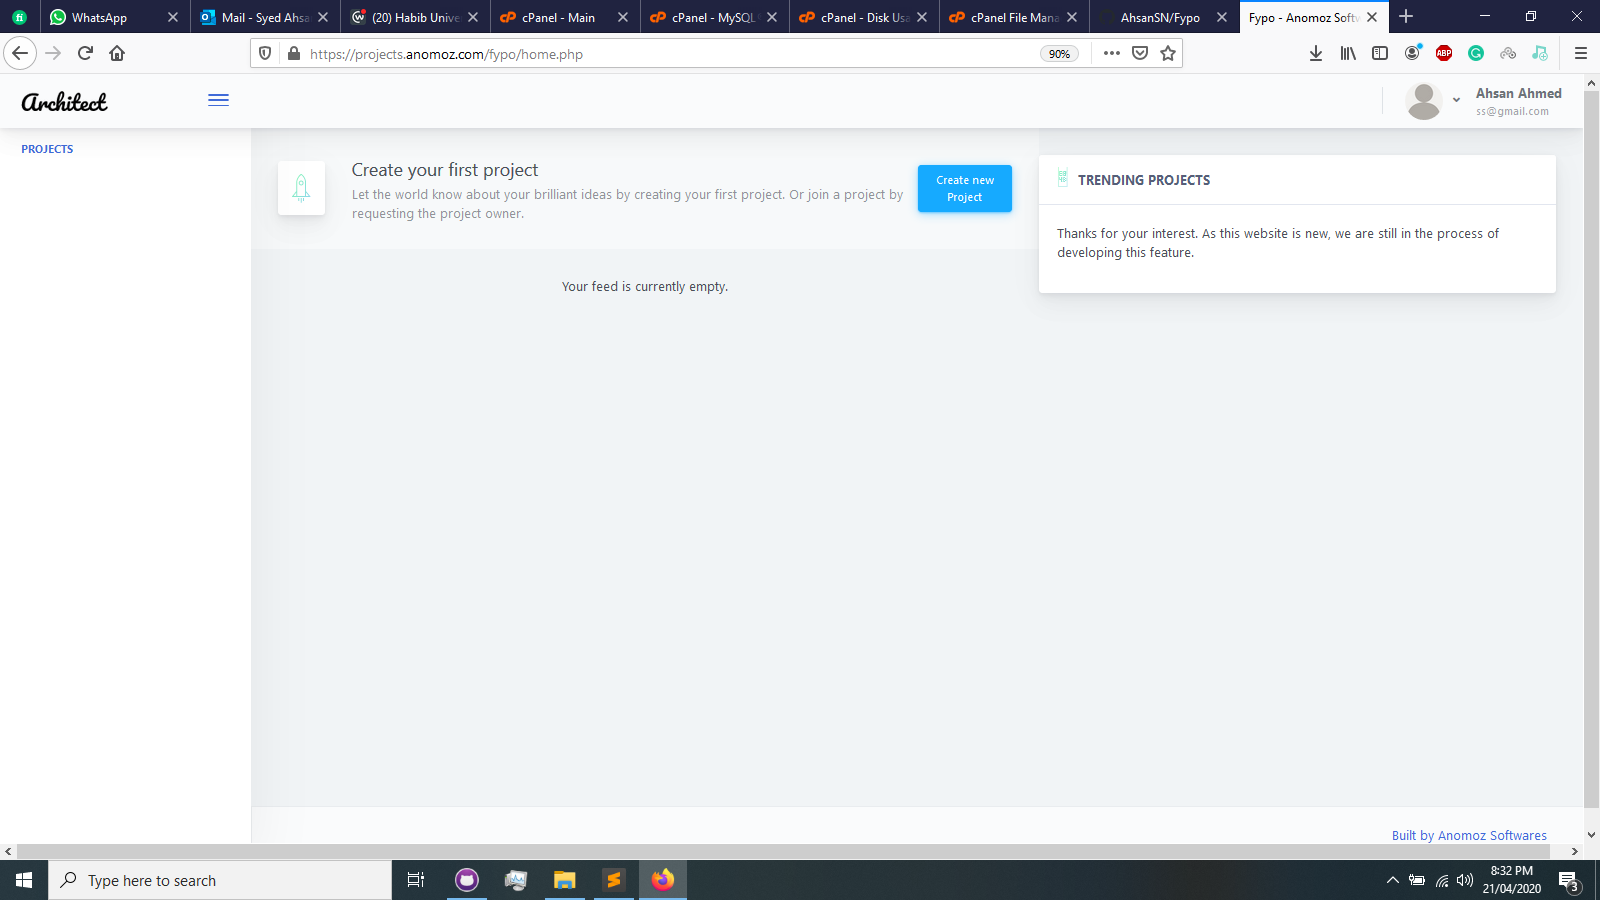 fi
WhatsApp
Mail - Syed Ahsa
(20) Habib Unive
cPanel - Main
cPanel - MySQL
cPanel - Disk Usa
cPanel File Mana
AhsanSN/Fypo
Fypo - Anomoz Softw
https://projects.anomoz.com/fypo/home.php
90%
ABP
Architect
Ahsan Ahmed
ss@gmail.com
PROJECTS
Create your first project
Let the world know about your brilliant ideas by creating your first project. Or join a project by
requesting the project owner.
Create new
Project
TRENDING PROJECTS
Thanks for your interest. As this website is new, we are still in the process of
developing this feature.
Your feed is currently empty.
Built by Anomoz Softwares
Type here to search
8:32 PM
21/04/2020
3